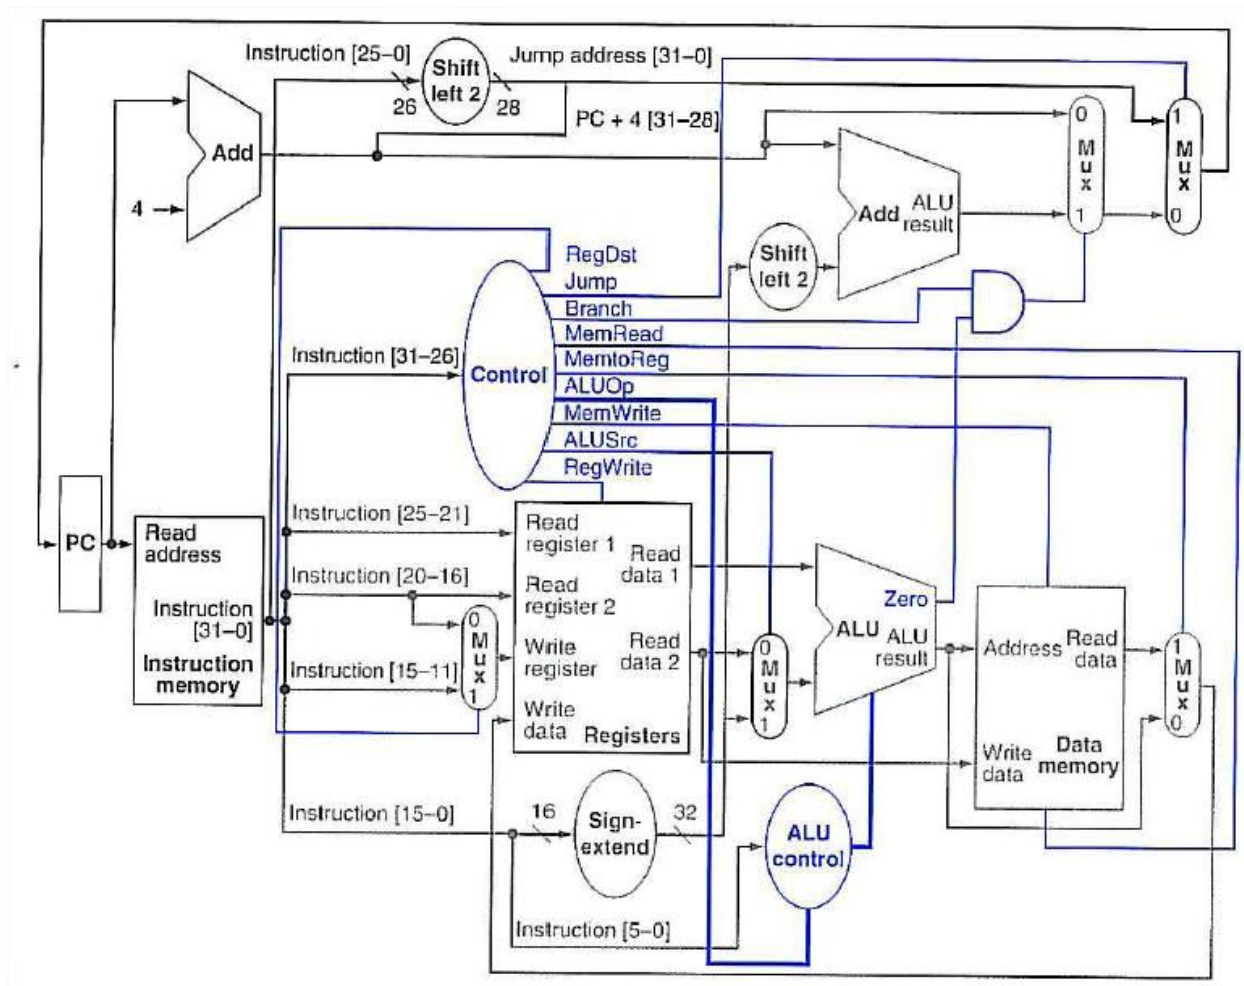 Instruction [25–0]
Shift
left 2
Jump address [31–0]
26
28
PC + 4 [31–28]
Add
4
0
Mux
1
1
Mux
0
Add
ALU
result
Shift
left 2
RegDst
Jump
Branch
MemRead
MemtoReg
ALUOp
MemWrite
ALUSrc
RegWrite
Instruction [31–26]
Control
PC
Read
address
Instruction
[31–0]
Instruction
memory
Instruction [25–21]
Instruction [20–16]
Instruction [15–11]
0
Mux
1
Read
register 1
Read
register 2
Write
register
Write
data
Read
data 1
Read
data 2
Registers
0
Mux
1
Zero
ALU
ALU
result
Address
Read
data
Write
data
Data
memory
1
Mux
0
Instruction [15–0]
16
Sign-
extend
32
ALU
control
Instruction [5–0]